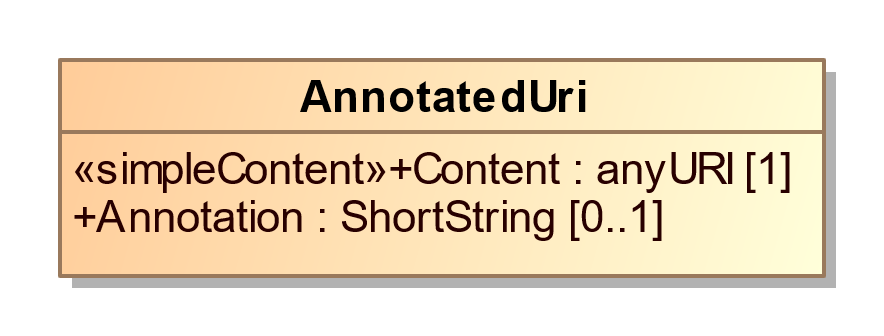 AnnotatedUri
«simpleContent»+Content : anyURI [1]
+Annotation : ShortString [0..1]